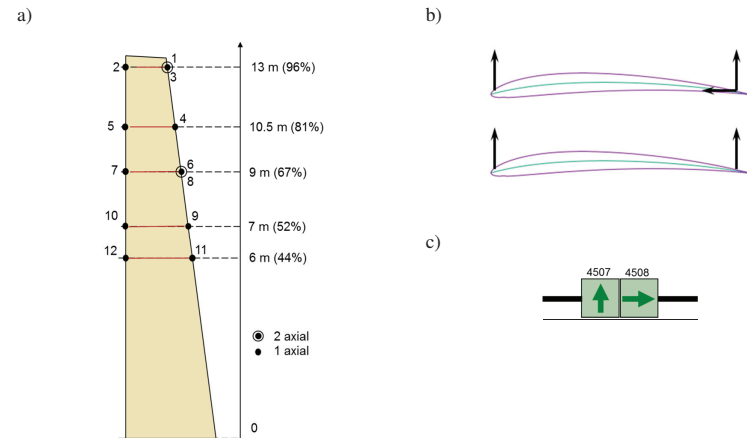 a)
1
2
3
13 m (96%)
5
4
10.5 m (81%)
7
6
8
9 m (67%)
10
9
7 m (52%)
12
11
6 m (44%)
2 axial
1 axial
0
b)
c)
4507 4508